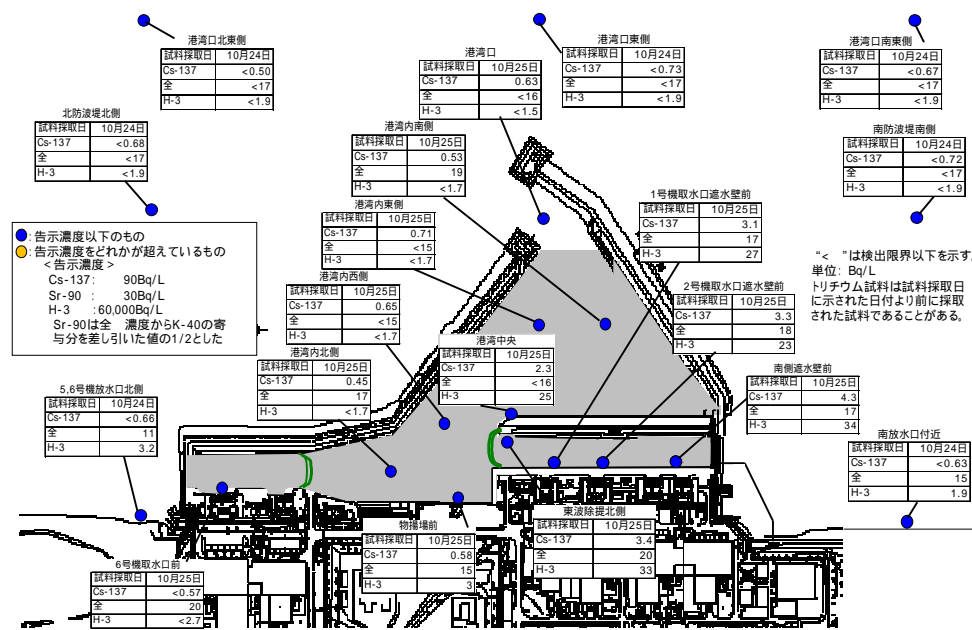 港湾口北東側
試料採取日 10月24日
Cs-137 <0.50
全 <17
H-3 <1.9
港湾口
試料採取日 10月25日
Cs-137 0.63
全 <16
H-3 <1.5
港湾口東側
試料採取日 10月24日
Cs-137 <0.73
全 <17
H-3 <1.9
港湾口南東側
試料採取日 10月24日
Cs-137 <0.67
全 <17
H-3 <1.9
北防波堤北側
試料採取日 10月24日
Cs-137 <0.68
全 <17
H-3 <1.9
港湾内南側
試料採取日 10月25日
Cs-137 0.53
全 19
H-3 <1.7
南防波堤南側
試料採取日 10月24日
Cs-137 <0.72
全 <17
H-3 <1.9
港湾内東側
試料採取日 10月25日
Cs-137 0.71
全 <15
H-3 <1.7
1号機取水口遮水壁前
試料採取日 10月25日
Cs-137 3.1
全 17
H-3 27
:告示濃度以下のもの
:告示濃度をどれかが超えているもの
<告示濃度>
Cs-137: 90Bq/L
Sr-90 : 30Bq/L
H-3 :60,000Bq/L
Sr-90は全 濃度からK-40の寄
与分を差し引いた値の1/2とした
"< "は検出限界以下を示す
単位: Bq/L
トリチウム試料は試料採取日
に示された日付より前に採取
された試料であることがある。
港湾内西側
試料採取日 10月25日
Cs-137 0.65
全 <15
H-3 <1.7
2号機取水口遮水壁前
試料採取日 10月25日
Cs-137 3.3
全 18
H-3 23
港湾中央
試料採取日 10月25日
Cs-137 2.3
全 <16
H-3 25
港湾内北側
試料採取日 10月25日
Cs-137 0.45
全 17
H-3 <1.7
南側遮水壁前
試料採取日 10月25日
Cs-137 4.3
全 17
H-3 34
5,6号機放水口北側
試料採取日 10月24日
Cs-137 <0.66
全 11
H-3 3.2
南放水口付近
試料採取日 10月24日
Cs-137 <0.63
全 15
H-3 1.9
物揚場前
試料採取日 10月25日
Cs-137 0.58
全 15
H-3 3
東波除堤北側
試料採取日 10月25日
Cs-137 3.4
全 20
H-3 33
6号機取水口前
試料採取日 10月25日
Cs-137 <0.57
全 20
H-3 <2.7